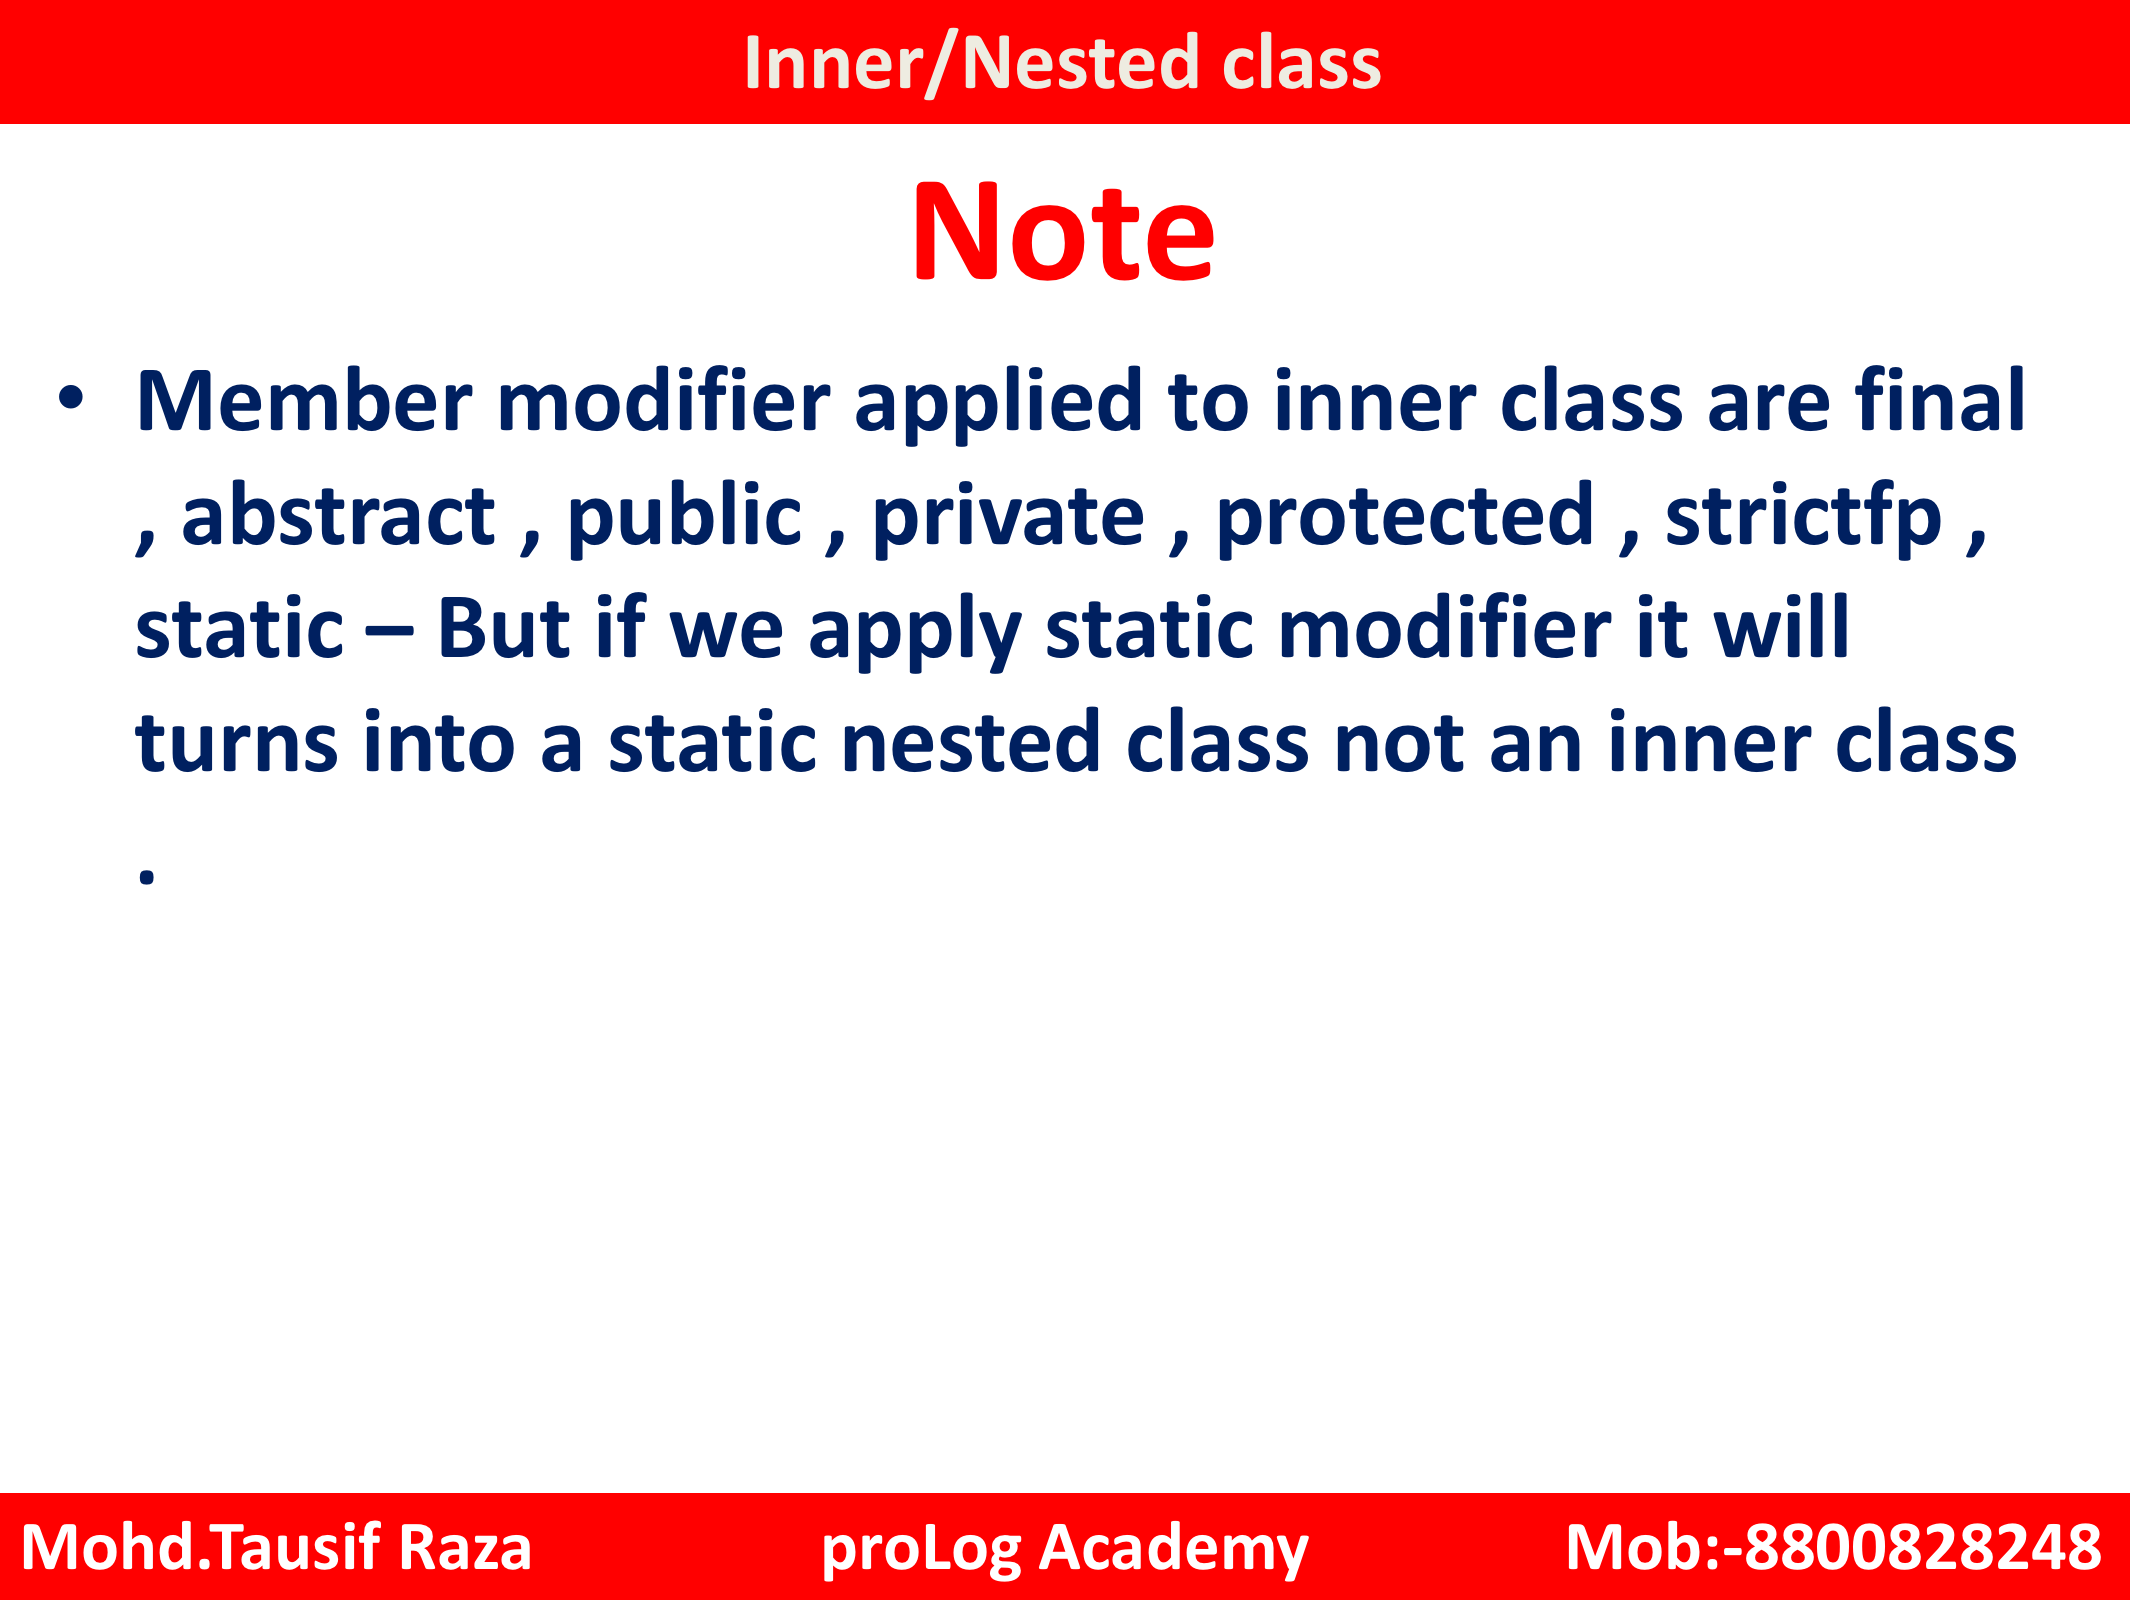 Inner/Nested class
Note
• Member modifier applied to inner class are final
, abstract , public , private , protected , strictfp ,
static – But if we apply static modifier it will
turns into a static nested class not an inner class
.
Mohd.Tausif Raza proLog Academy Mob:-8800828248